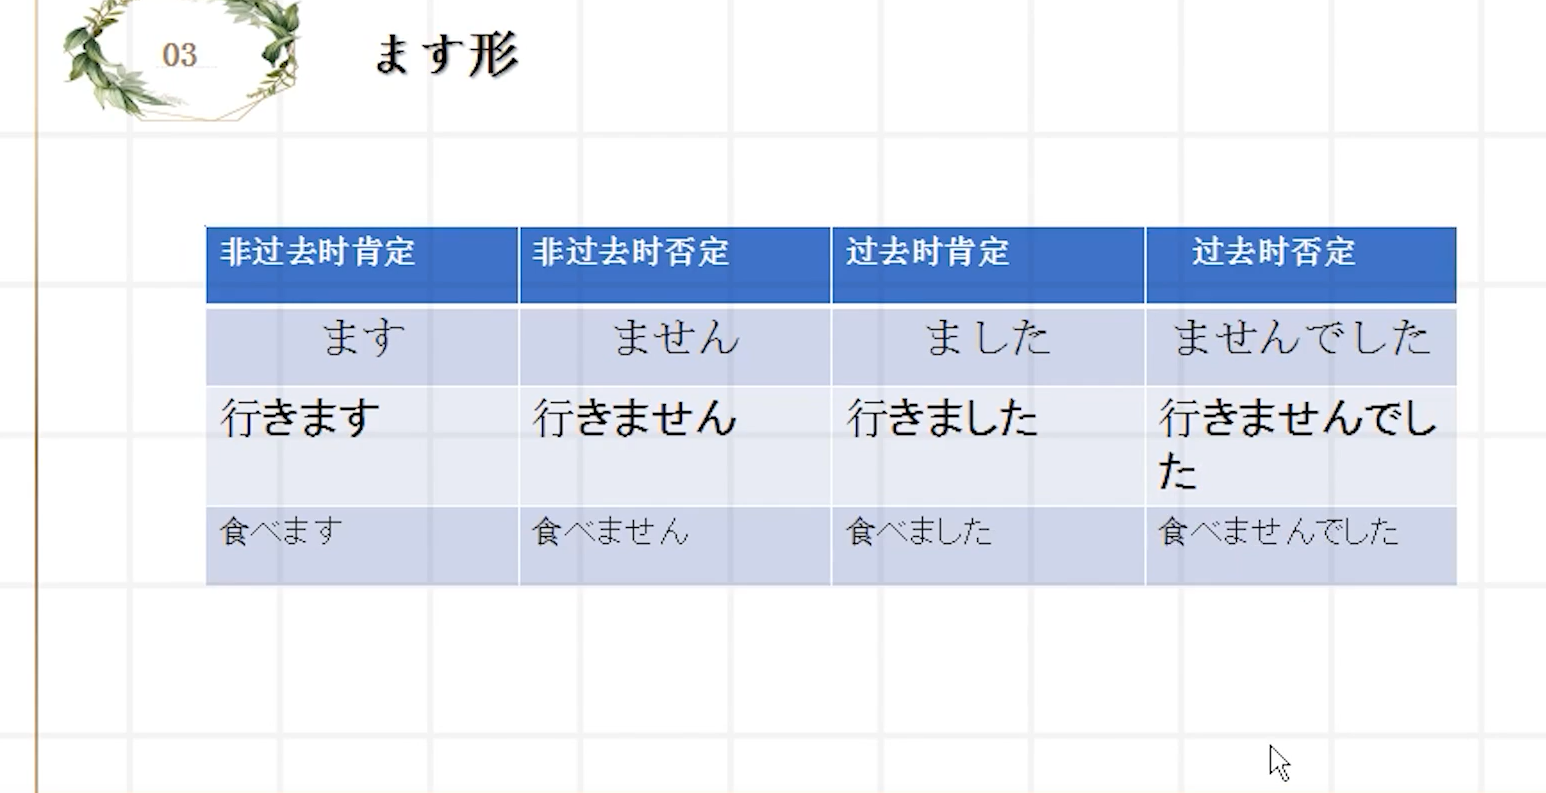 03
ます形
非过去时肯定 非过去时否定 过去时肯定 过去时否定
ます ません ました ませんでした
行きます 行きません 行きました 行きませんでし
た
食べます 食べません 食べました 食べませんでした